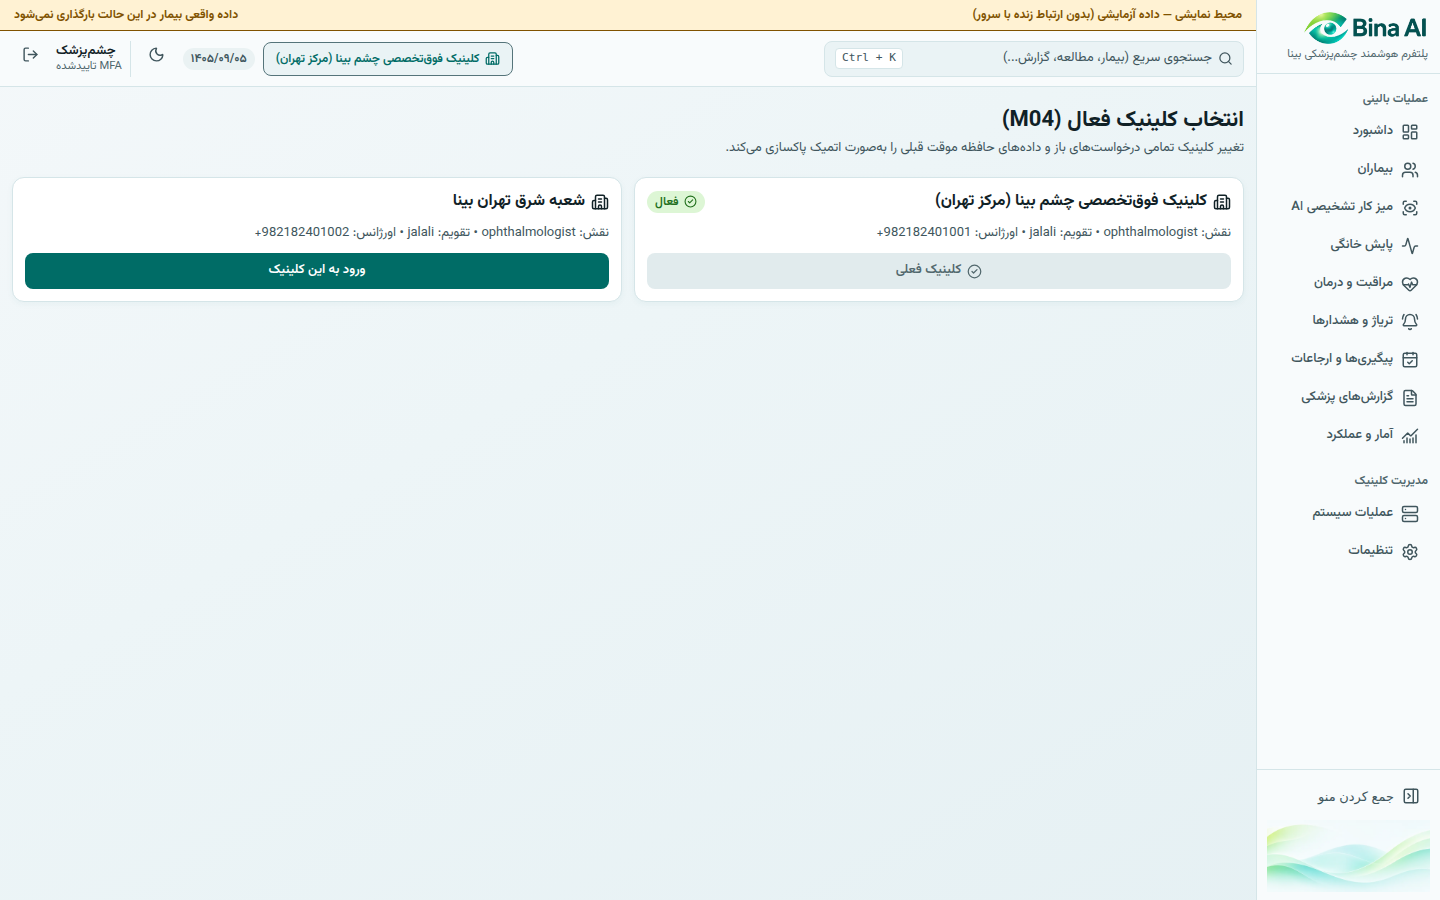 محیط نمایشی — داده آزمایشی (بدون ارتباط زنده با سرور)
داده واقعی بیمار در این حالت بارگذاری نمی‌شود
Bina AI
پلتفرم هوشمند چشم‌پزشکی بینا
جستجوی سریع (بیمار، مطالعه، گزارش...)
Ctrl + K
کلینیک فوق‌تخصصی چشم بینا (مرکز تهران)
۱۴۰۵/۰۹/۰۵
چشم‌پزشک
MFA تاییدشده
عملیات بالینی
داشبورد
بیماران
میز کار تشخیصی AI
پایش خانگی
مراقبت و درمان
تریاژ و هشدارها
پیگیری‌ها و ارجاعات
گزارش‌های پزشکی
آمار و عملکرد
مدیریت کلینیک
عملیات سیستم
تنظیمات
جمع کردن منو
انتخاب کلینیک فعال (M04)
تغییر کلینیک تمامی درخواست‌های باز و داده‌های حافظه موقت قبلی را به‌صورت اتمیک پاکسازی می‌کند.
کلینیک فوق‌تخصصی چشم بینا (مرکز تهران)
فعال
نقش: ophthalmologist • تقویم: jalali • اورژانس: 982182401001+
کلینیک فعلی
شعبه شرق تهران بینا
نقش: ophthalmologist • تقویم: jalali • اورژانس: 982182401002+
ورود به این کلینیک